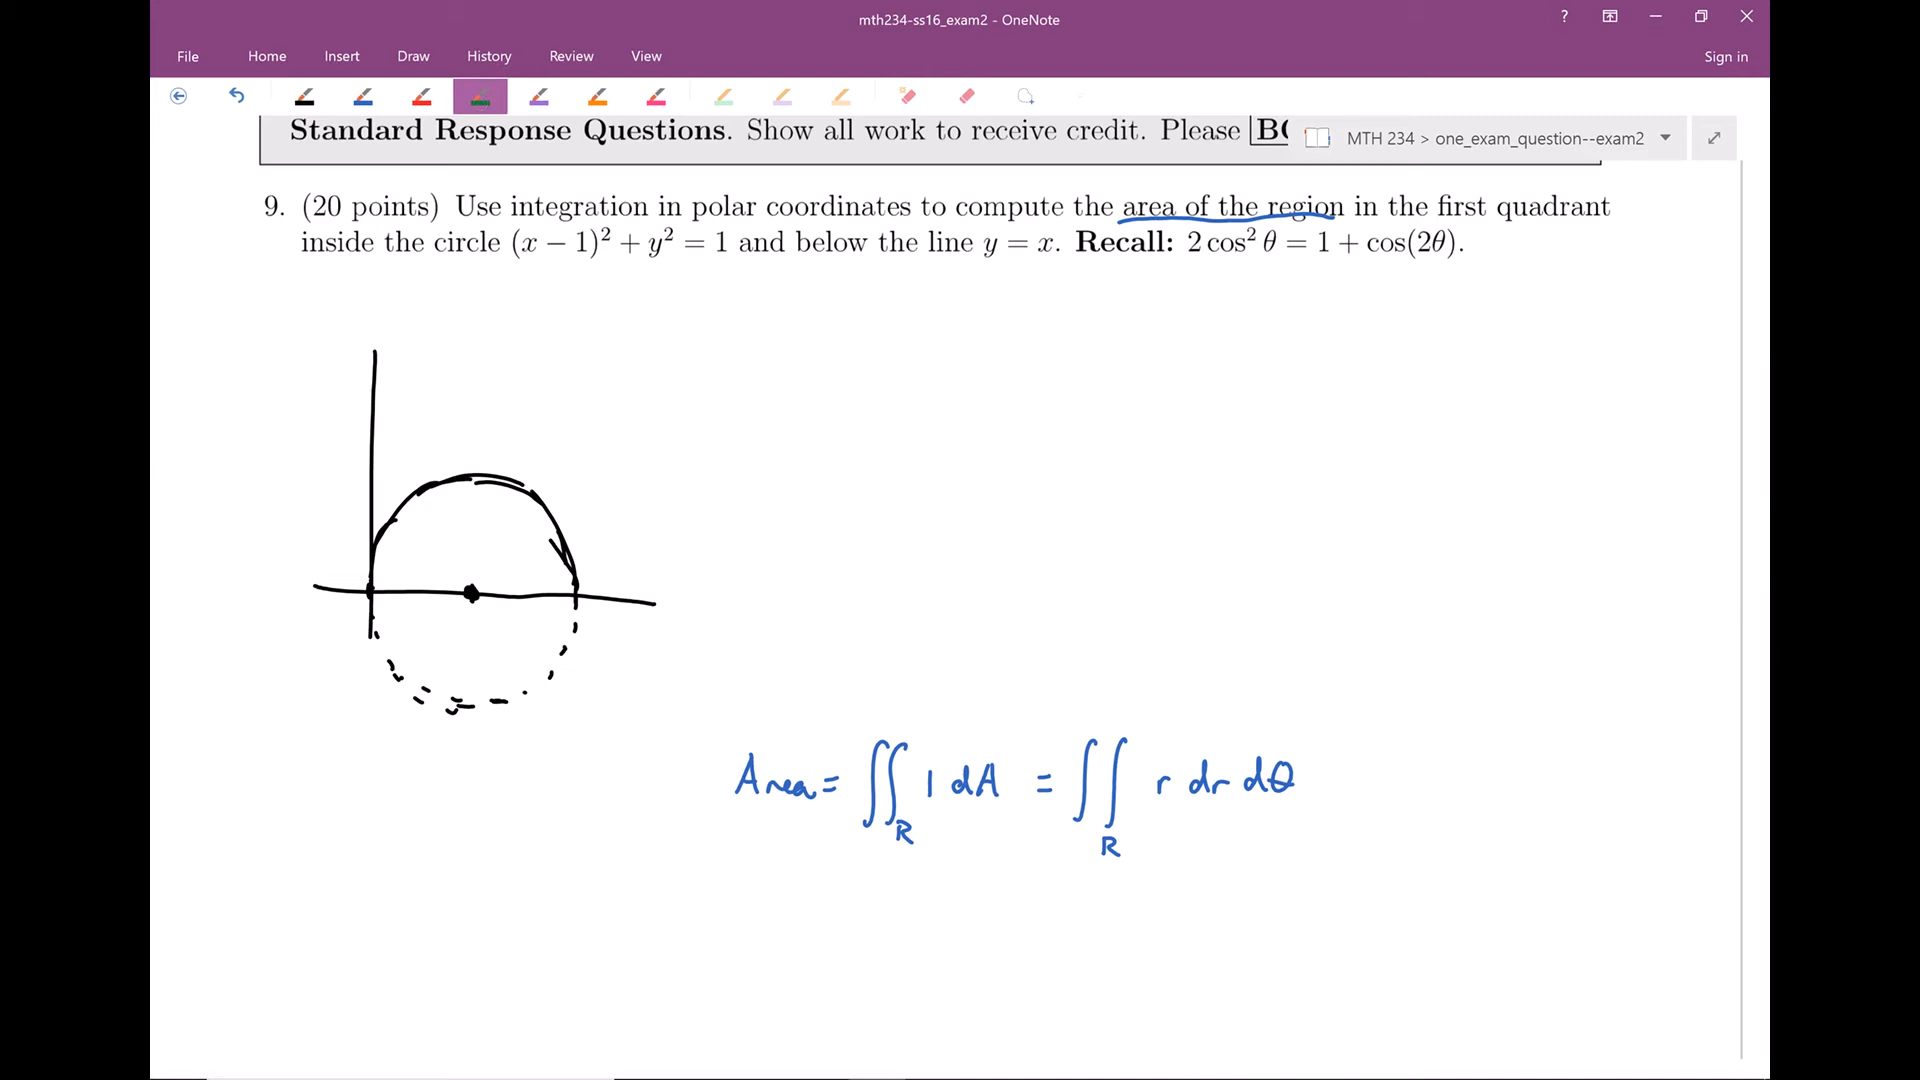 mth234-ss16_exam2 - OneNote
?
File Home Insert Draw History Review View Sign in
Standard Response Questions. Show all work to receive credit. Please
MTH 234 > one_exam_question--exam2
9. (20 points) Use integration in polar coordinates to compute the area of the region in the first quadrant
inside the circle (x − 1)² + y² = 1 and below the line y = x. Recall: 2 cos² θ = 1 + cos(2θ).
Area = ∬_R 1 dA = ∬_R r dr dθ